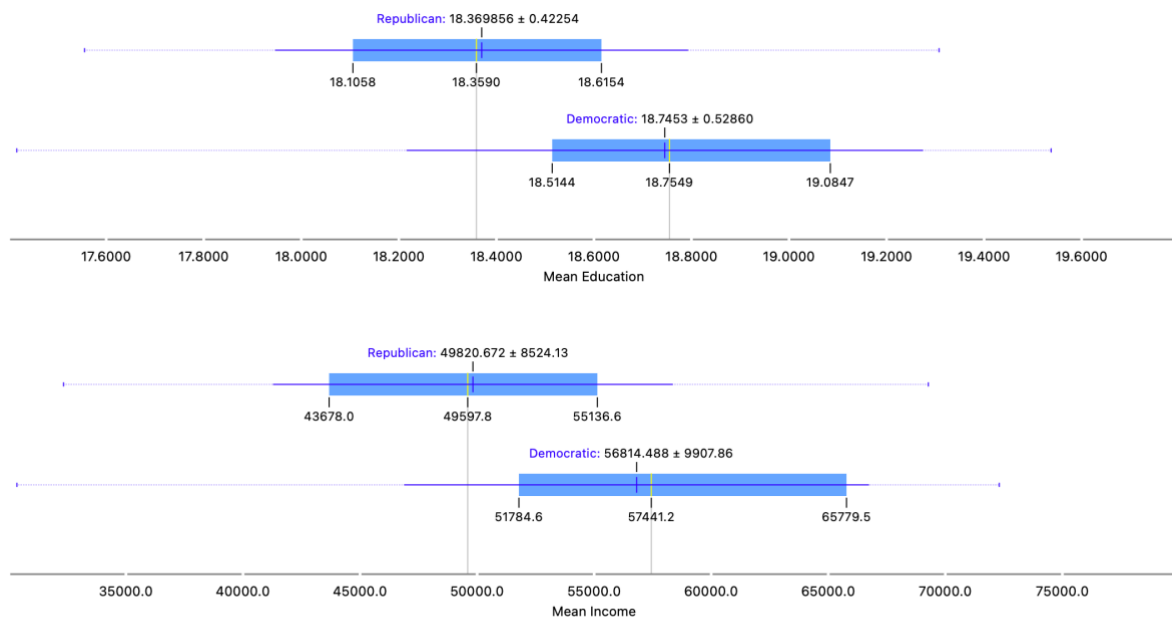 Republican: 18.369856 ± 0.42254
18.1058 18.3590 18.6154
Democratic: 18.7453 ± 0.52860
18.5144 18.7549 19.0847
17.6000 17.8000 18.0000 18.2000 18.4000 18.6000 18.8000 19.0000 19.2000 19.4000 19.6000
Mean Education
Republican: 49820.672 ± 8524.13
43678.0 49597.8 55136.6
Democratic: 56814.488 ± 9907.86
51784.6 57441.2 65779.5
35000.0 40000.0 45000.0 50000.0 55000.0 60000.0 65000.0 70000.0 75000.0
Mean Income